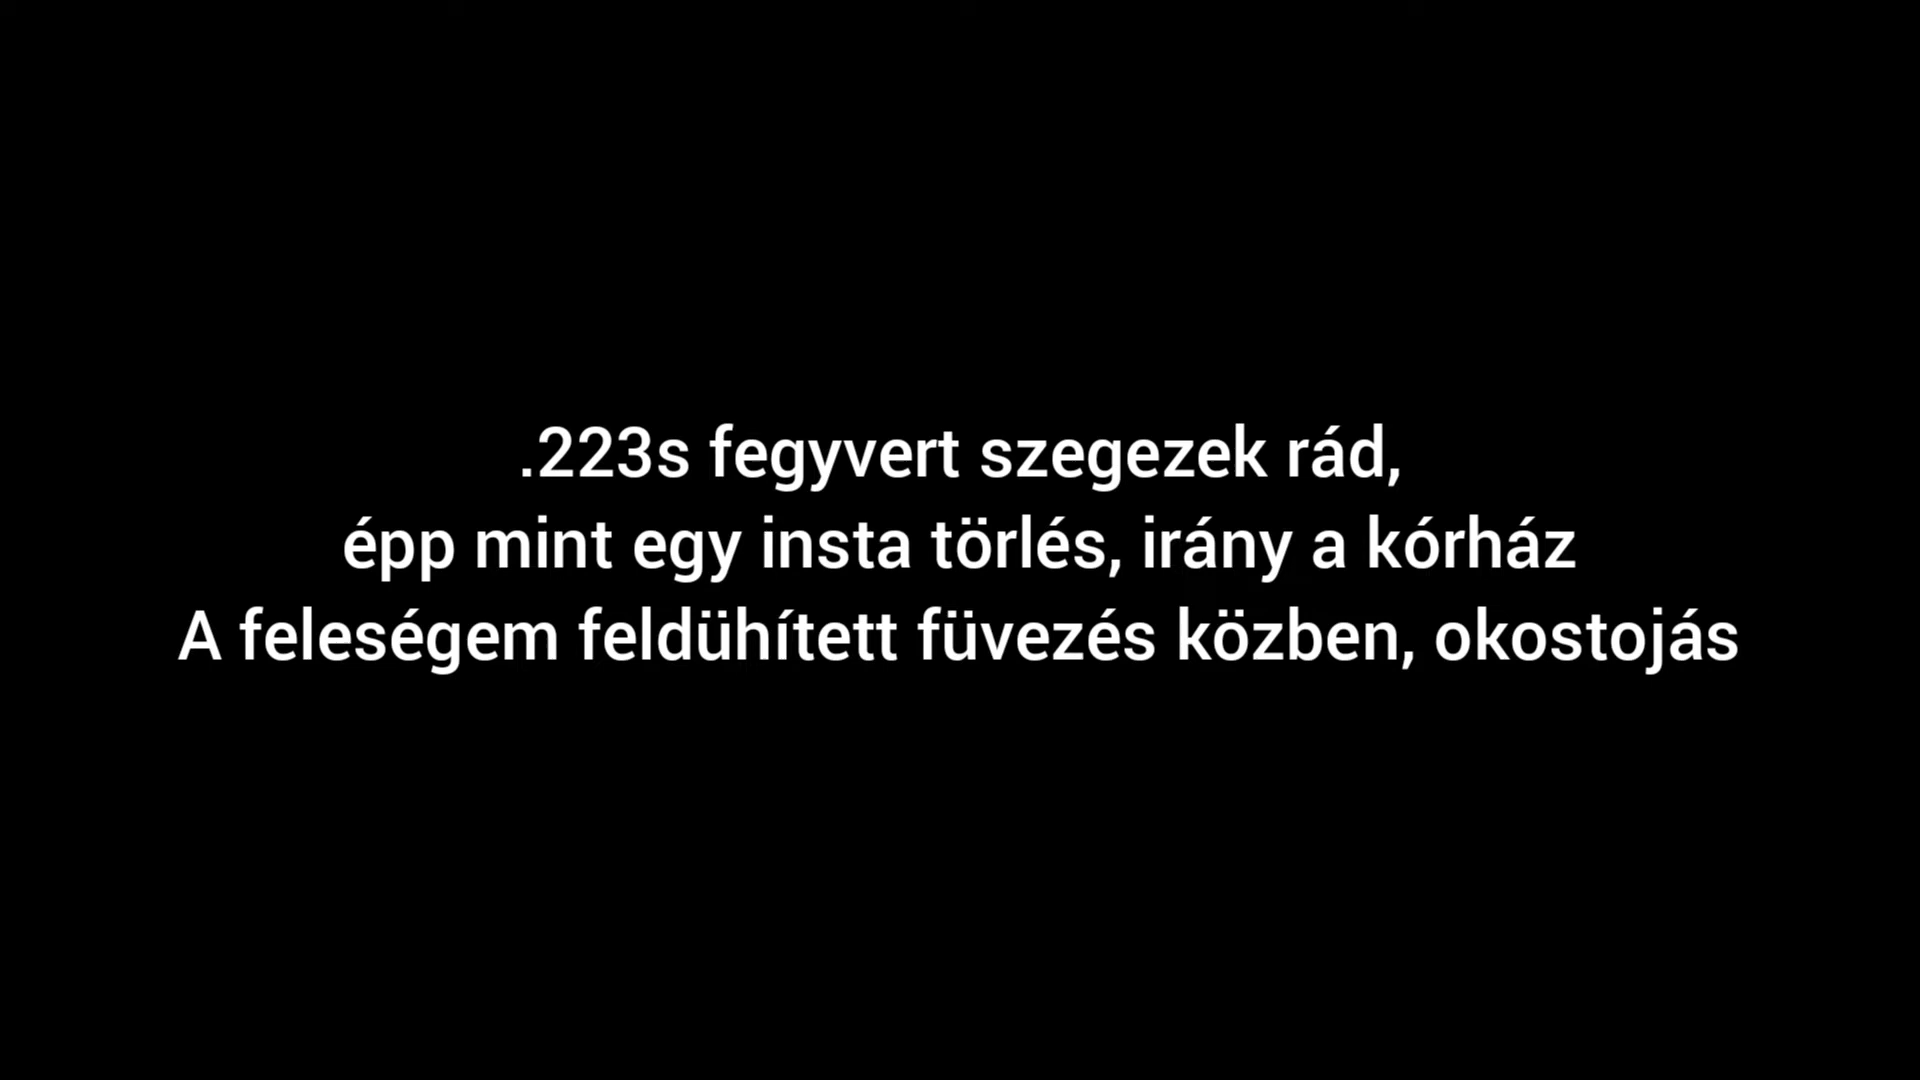 .223s fegyvert szegezek rád,
épp mint egy insta törlés, irány a kórház
A feleségem feldühített füvezés közben, okostojás